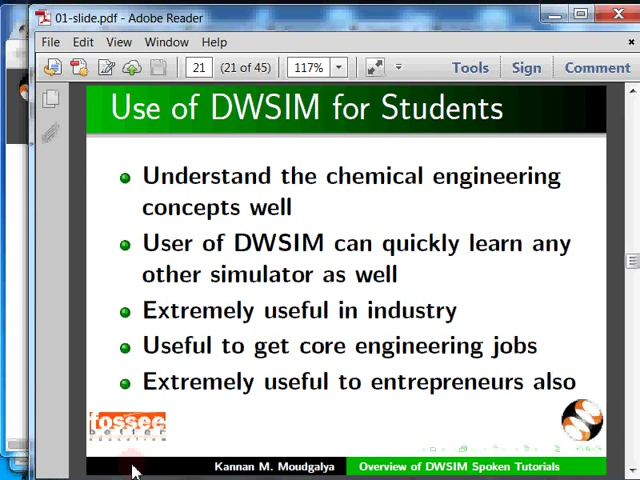 01-slide.pdf - Adobe Reader
File Edit View Window Help
21 (21 of 45) 117% Tools Sign Comment
Use of DWSIM for Students
Understand the chemical engineering
concepts well
User of DWSIM can quickly learn any
other simulator as well
Extremely useful in industry
Useful to get core engineering jobs
Extremely useful to entrepreneurs also
fossee
better
education
Kannan M. Moudgalya Overview of DWSIM Spoken Tutorials